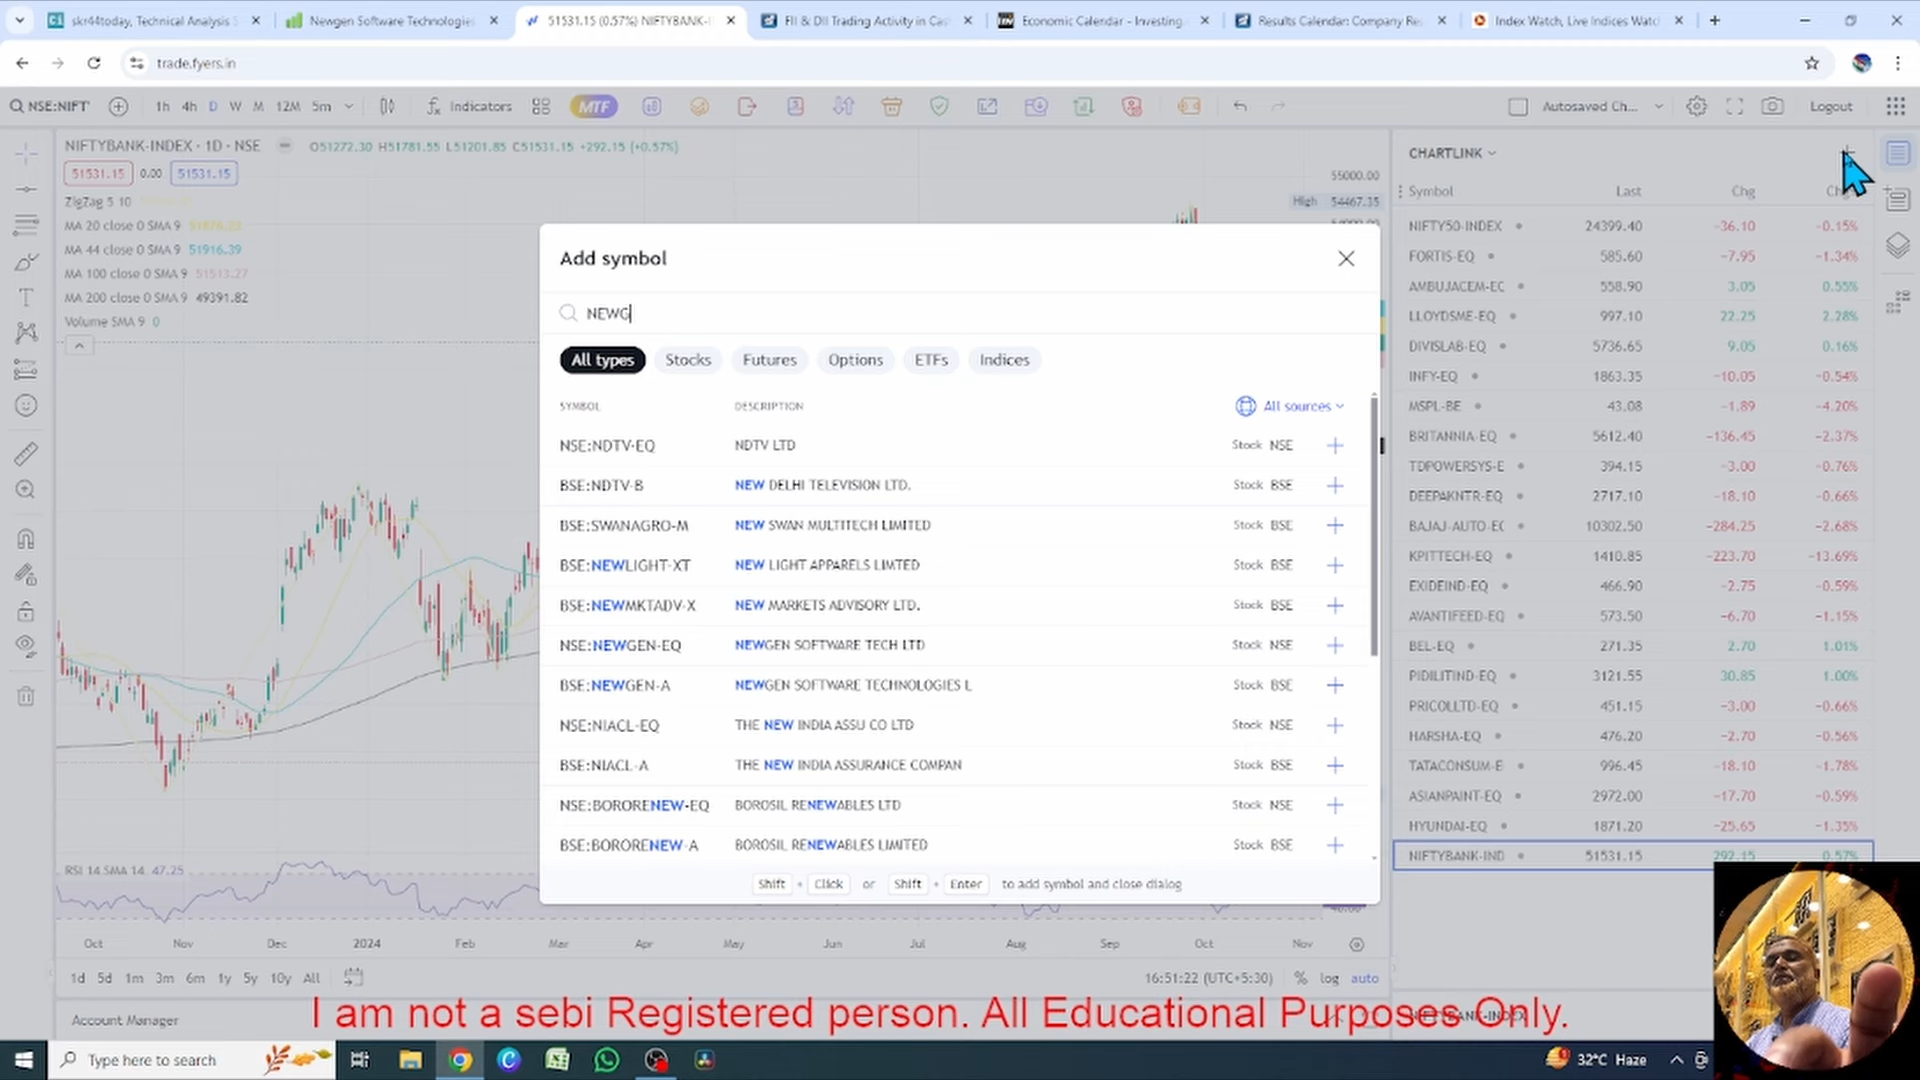 skr44today, Technical Analysis S
Newgen Software Technologies
51531.15 (0.57%) NIFTYBANK-I
FII & DII Trading Activity in Cas
Economic Calendar - Investing
Results Calendar: Company Re
Index Watch, Live Indices Watc
trade.fyers.in
NSE:NIFT
1h 4h D W M 12M 5m
Indicators
MTF
Autosaved Ch...
Logout
NIFTYBANK-INDEX · 1D · NSE
O51272.30 H51781.55 L51201.85 C51531.15 +292.15 (+0.57%)
51531.15 0.00 51531.15
ZigZag 5 10
MA 20 close 0 SMA 9
MA 44 close 0 SMA 9 51916.39
MA 100 close 0 SMA 9 51513.27
MA 200 close 0 SMA 9 49391.82
Volume SMA 9 0
55000.00
High 54467.35
54000.00
Add symbol
NEWG
All types Stocks Futures Options ETFs Indices
SYMBOL DESCRIPTION All sources
NSE:NDTV-EQ NDTV LTD Stock NSE
BSE:NDTV-B NEW DELHI TELEVISION LTD. Stock BSE
BSE:SWANAGRO-M NEW SWAN MULTITECH LIMITED Stock BSE
BSE:NEWLIGHT-XT NEW LIGHT APPARELS LIMTED Stock BSE
BSE:NEWMKTADV-X NEW MARKETS ADVISORY LTD. Stock BSE
NSE:NEWGEN-EQ NEWGEN SOFTWARE TECH LTD Stock NSE
BSE:NEWGEN-A NEWGEN SOFTWARE TECHNOLOGIES L Stock BSE
NSE:NIACL-EQ THE NEW INDIA ASSU CO LTD Stock NSE
BSE:NIACL-A THE NEW INDIA ASSURANCE COMPAN Stock BSE
NSE:BORORENEW-EQ BOROSIL RENEWABLES LTD Stock NSE
BSE:BORORENEW-A BOROSIL RENEWABLES LIMITED Stock BSE
Shift + Click or Shift + Enter to add symbol and close dialog
CHARTLINK
Symbol Last Chg
NIFTY50-INDEX 24399.40 -36.10 -0.15%
FORTIS-EQ 585.60 -7.95 -1.34%
AMBUJACEM-EC 558.90 3.05 0.55%
LLOYDSME-EQ 997.10 22.25 2.28%
DIVISLAB-EQ 5736.65 9.05 0.16%
INFY-EQ 1863.35 -10.05 -0.54%
MSPL-BE 43.08 -1.89 -4.20%
BRITANNIA-EQ 5612.40 -136.45 -2.37%
TDPOWERSYS-E 394.15 -3.00 -0.76%
DEEPAKNTR-EQ 2717.10 -18.10 -0.66%
BAJAJ-AUTO-EC 10302.50 -284.25 -2.68%
KPITTECH-EQ 1410.85 -223.70 -13.69%
EXIDEIND-EQ 466.90 -2.75 -0.59%
AVANTIFEED-EQ 573.50 -6.70 -1.15%
BEL-EQ 271.35 2.70 1.01%
PIDILITIND-EQ 3121.55 30.85 1.00%
PRICOLLTD-EQ 451.15 -3.00 -0.66%
HARSHA-EQ 476.20 -2.70 -0.56%
TATACONSUM-E 996.45 -18.10 -1.78%
ASIANPAINT-EQ 2972.00 -17.70 -0.59%
HYUNDAI-EQ 1871.20 -25.65 -1.35%
NIFTYBANK-IND 51531.15 292.15 0.57%
RSI 14 SMA 14 47.25
40.00
Oct Nov Dec 2024 Feb Mar Apr May Jun Jul Aug Sep Oct Nov
1d 5d 1m 3m 6m 1y 5y 10y All
16:51:22 (UTC+5:30) % log auto
Account Manager
NIFTYBANK-INDEX
I am not a sebi Registered person. All Educational Purposes Only.
Type here to search
32°C Haze